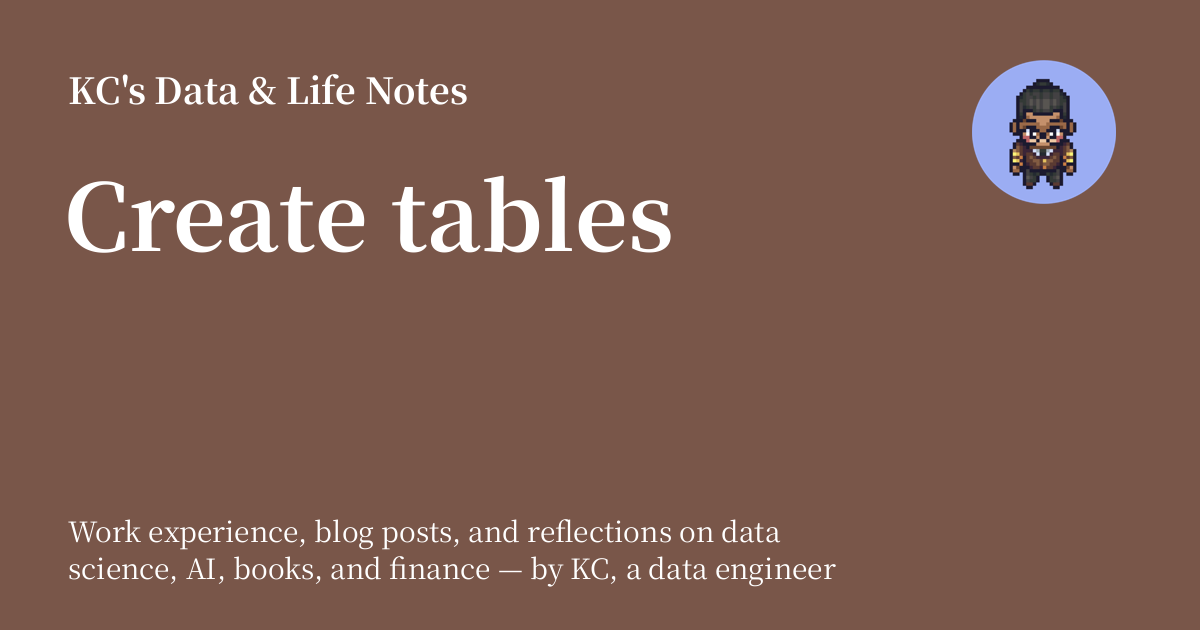 KC's Data & Life Notes
Create tables
Work experience, blog posts, and reflections on data
science, AI, books, and finance — by KC, a data engineer